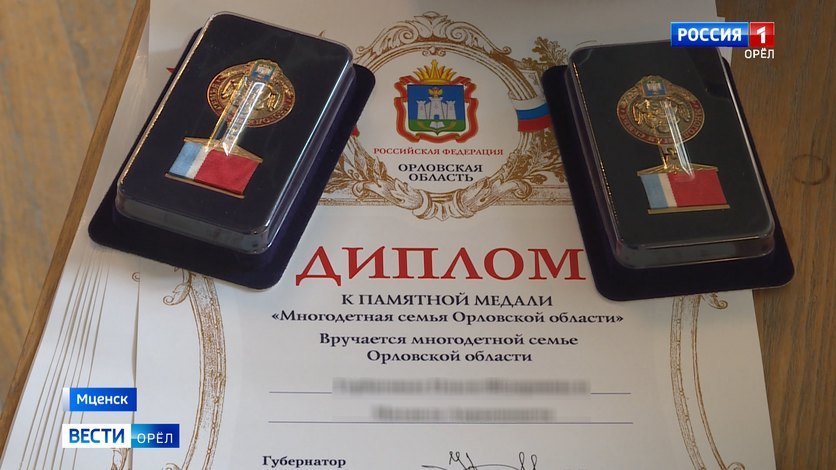 РОССИЯ 1
ОРЁЛ
РОССИЙСКАЯ ФЕДЕРАЦИЯ
ОРЛОВСКАЯ
ОБЛАСТЬ
ДИПЛОМ
К ПАМЯТНОЙ МЕДАЛИ
«Многодетная семья Орловской области»
Вручается многодетной семье
Орловской области
Мценск
ВЕСТИ ОРЁЛ
Губернатор